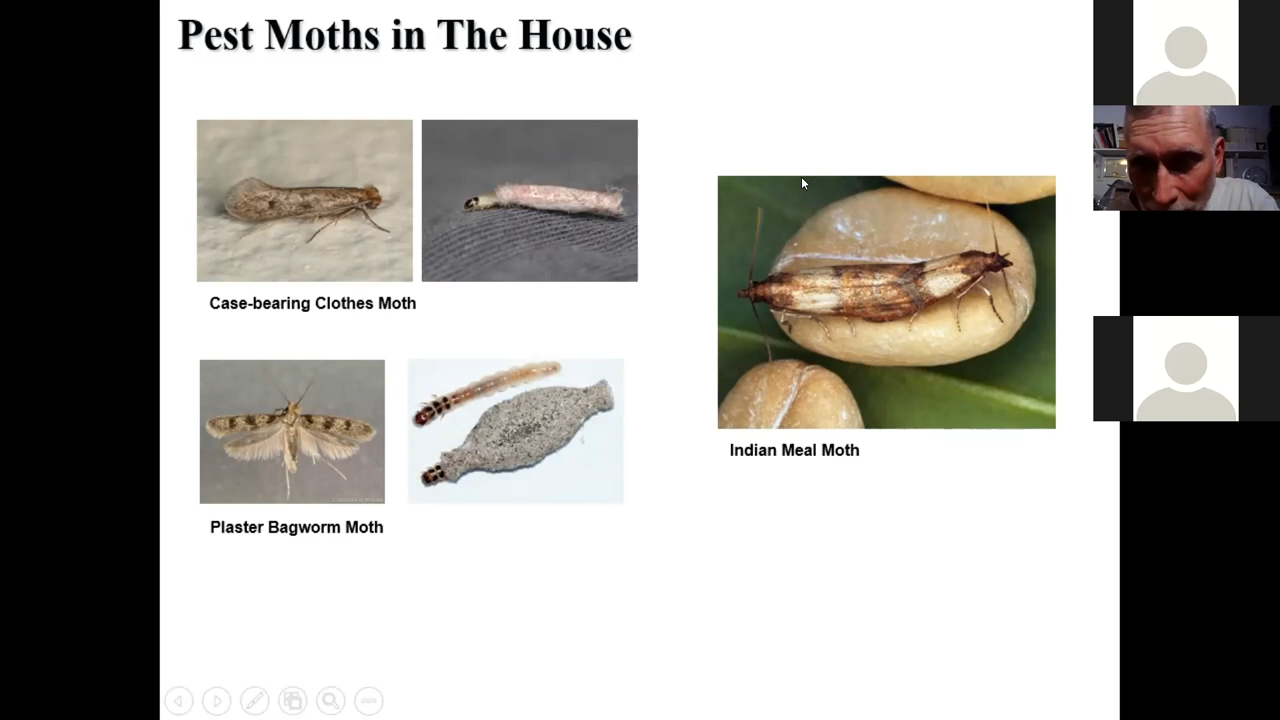 Pest Moths in The House
Case-bearing Clothes Moth
Indian Meal Moth
Plaster Bagworm Moth